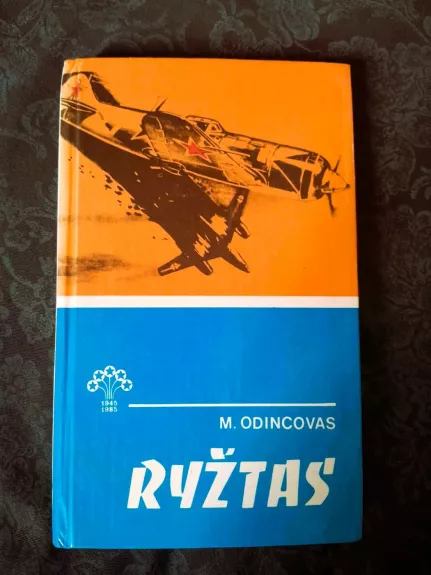 1945
1985
M. ODINCOVAS
RYŽTAS